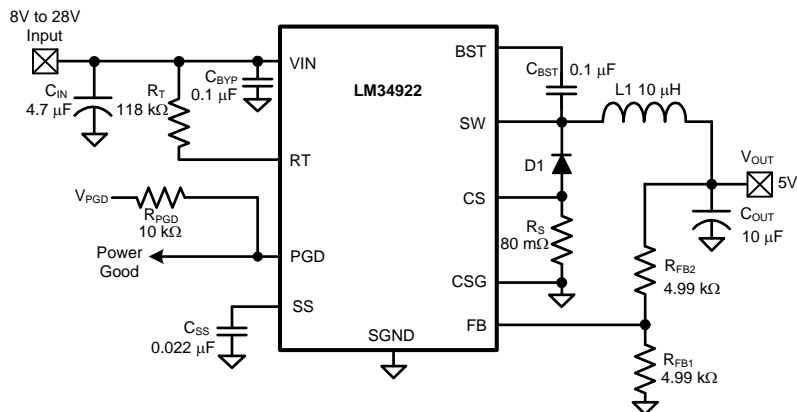 8V to 28V
Input
VIN
BST
CBYP
0.1 μF
CBST
0.1 μF
LM34922
L1 10 μH
CIN
4.7 μF
RT
118 kΩ
SW
D1
VOUT
5V
RT
CS
VPGD
RPGD
10 kΩ
RS
80 mΩ
COUT
10 μF
Power
Good
PGD
CSG
RFB2
4.99 kΩ
SS
FB
CSS
0.022 μF
SGND
RFB1
4.99 kΩ